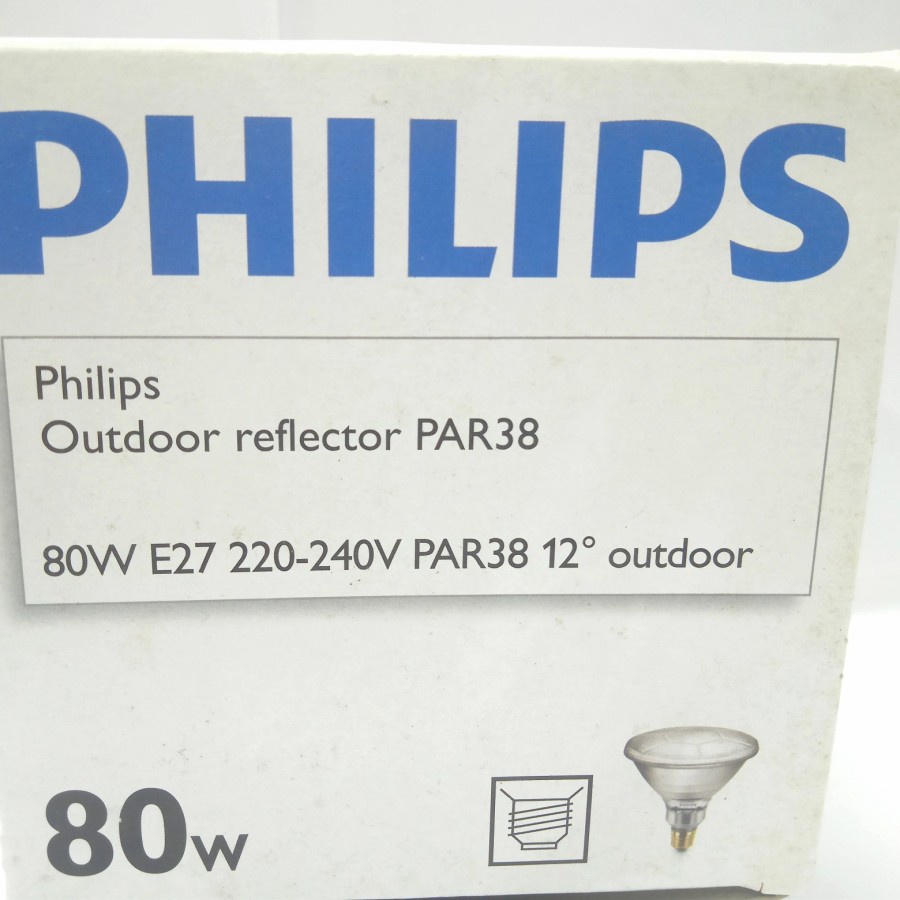 PHILIPS
Philips
Outdoor reflector PAR38
80W E27 220-240V PAR38 12° outdoor
80w